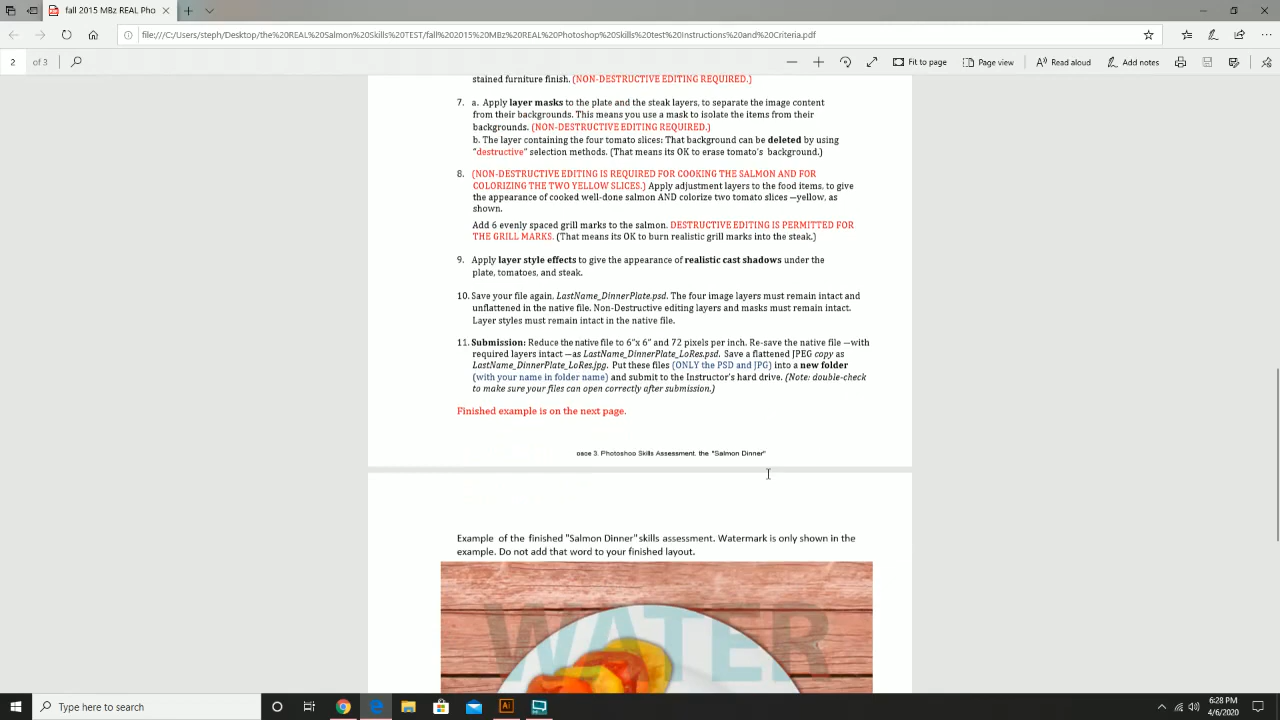 fall 2015 MBz REAL Pho
file:///C:/Users/steph/Desktop/the%20REAL%20Salmon%20Skills%20TEST/fall%202015%20MBz%20REAL%20Photoshop%20Skills%20test%20Instructions%20and%20Criteria.pdf
2 of 3 Fit to page Page view Read aloud Add notes
stained furniture finish. (NON-DESTRUCTIVE EDITING REQUIRED.)
7. a. Apply layer masks to the plate and the steak layers, to separate the image content
from their backgrounds. This means you use a mask to isolate the items from their
backgrounds. (NON-DESTRUCTIVE EDITING REQUIRED.)
b. The layer containing the four tomato slices: That background can be deleted by using
"destructive" selection methods. (That means its OK to erase tomato's background.)
8. (NON-DESTRUCTIVE EDITING IS REQUIRED FOR COOKING THE SALMON AND FOR
COLORIZING THE TWO YELLOW SLICES.) Apply adjustment layers to the food items, to give
the appearance of cooked well-done salmon AND colorize two tomato slices —yellow, as
shown.
Add 6 evenly spaced grill marks to the salmon. DESTRUCTIVE EDITING IS PERMITTED FOR
THE GRILL MARKS. (That means its OK to burn realistic grill marks into the steak.)
9. Apply layer style effects to give the appearance of realistic cast shadows under the
plate, tomatoes, and steak.
10. Save your file again, LastName_DinnerPlate.psd. The four image layers must remain intact and
unflattened in the native file. Non-Destructive editing layers and masks must remain intact.
Layer styles must remain intact in the native file.
11. Submission: Reduce the native file to 6"x 6" and 72 pixels per inch. Re-save the native file —with
required layers intact —as LastName_DinnerPlate_LoRes.psd. Save a flattened JPEG copy as
LastName_DinnerPlate_LoRes.jpg. Put these files (ONLY the PSD and JPG) into a new folder
(with your name in folder name) and submit to the Instructor's hard drive. (Note: double-check
to make sure your files can open correctly after submission.)
Finished example is on the next page.
page 3. Photoshop Skills Assessment. the "Salmon Dinner"
Example of the finished "Salmon Dinner" skills assessment. Watermark is only shown in the
example. Do not add that word to your finished layout.
WATER
Type here to search
6:28 PM
4/6/2020